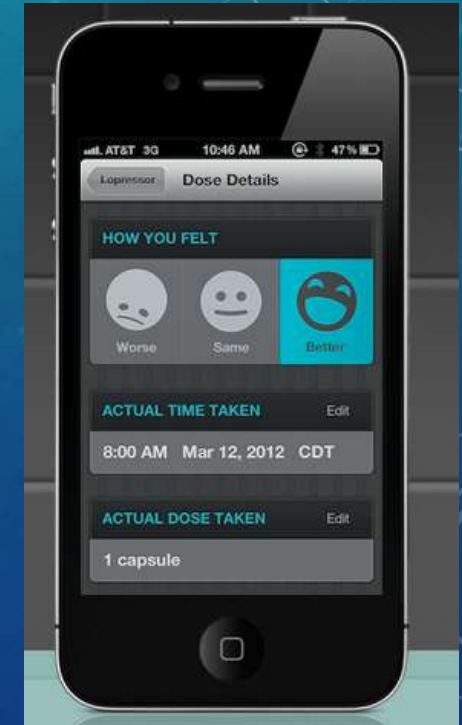 AT&T 3G 10:46 AM 47%
Lopressor Dose Details
HOW YOU FELT
Worse Same Better
ACTUAL TIME TAKEN Edit
8:00 AM Mar 12, 2012 CDT
ACTUAL DOSE TAKEN Edit
1 capsule